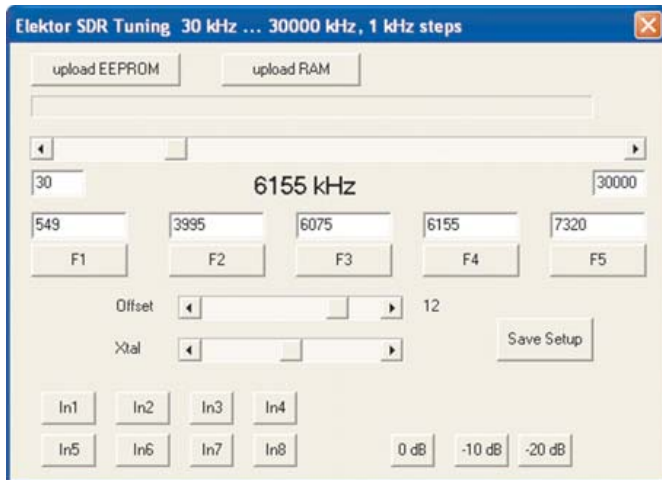 Elektor SDR Tuning 30 kHz ... 30000 kHz, 1 kHz steps
upload EEPROM upload RAM
30 6155 kHz 30000
549 3995 6075 6155 7320
F1 F2 F3 F4 F5
Offset 12
Xtal Save Setup
In1 In2 In3 In4
In5 In6 In7 In8 0 dB -10 dB -20 dB